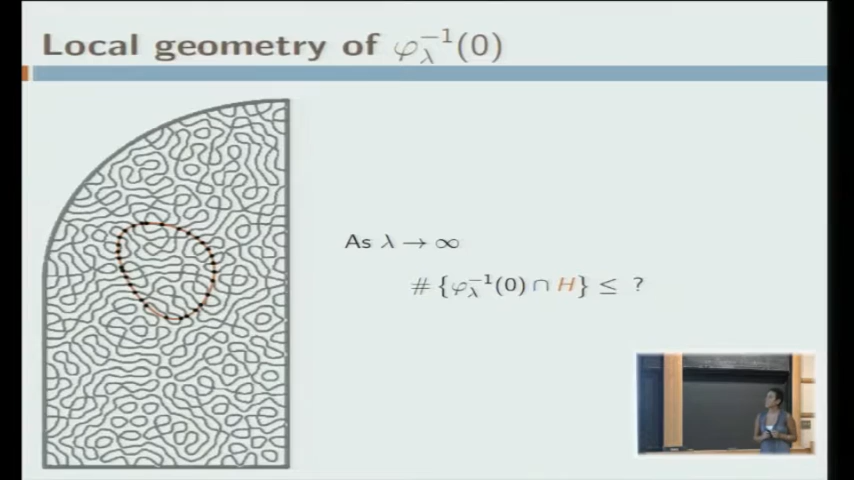 Local geometry of φ_λ^{-1}(0)
As λ → ∞
# {φ_λ^{-1}(0) ∩ H} ≤ ?